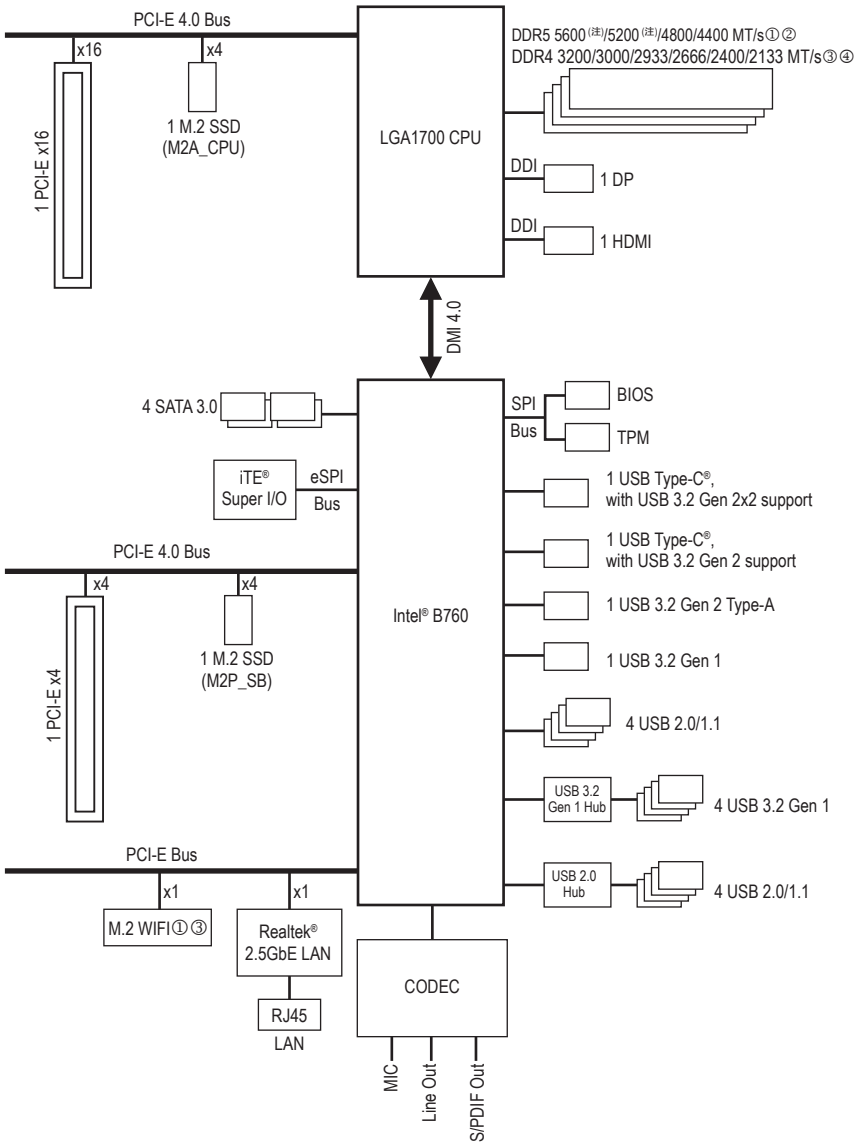 PCI-E 4.0 Bus
x16
x4
1 PCI-E x16
1 M.2 SSD
(M2A_CPU)
LGA1700 CPU
DDR5 5600 (注)/5200 (注)/4800/4400 MT/s①②
DDR4 3200/3000/2933/2666/2400/2133 MT/s③④
DDI
1 DP
DDI
1 HDMI
DMI 4.0
4 SATA 3.0
iTE®
Super I/O
eSPI
Bus
SPI
Bus
BIOS
TPM
1 USB Type-C®,
with USB 3.2 Gen 2x2 support
1 USB Type-C®,
with USB 3.2 Gen 2 support
PCI-E 4.0 Bus
x4
x4
1 PCI-E x4
1 M.2 SSD
(M2P_SB)
Intel® B760
1 USB 3.2 Gen 2 Type-A
1 USB 3.2 Gen 1
4 USB 2.0/1.1
USB 3.2
Gen 1 Hub
4 USB 3.2 Gen 1
USB 2.0
Hub
4 USB 2.0/1.1
PCI-E Bus
x1
x1
M.2 WIFI①③
Realtek®
2.5GbE LAN
RJ45
LAN
CODEC
MIC
Line Out
S/PDIF Out